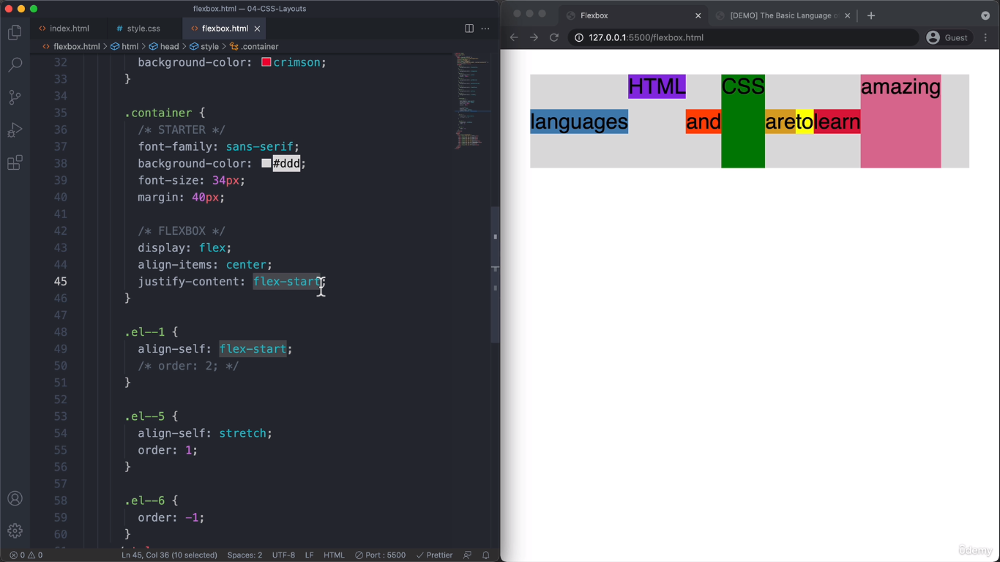 flexbox.html — 04-CSS-Layouts
index.html
style.css
flexbox.html
flexbox.html > html > head > style > .container
32 background-color: crimson;
33 }
34
35 .container {
36 /* STARTER */
37 font-family: sans-serif;
38 background-color: #ddd;
39 font-size: 34px;
40 margin: 40px;
41
42 /* FLEXBOX */
43 display: flex;
44 align-items: center;
45 justify-content: flex-start;
46 }
47
48 .el--1 {
49 align-self: flex-start;
50 /* order: 2; */
51 }
52
53 .el--5 {
54 align-self: stretch;
55 order: 1;
56 }
57
58 .el--6 {
59 order: -1;
60 }
0 0
Ln 45, Col 36 (10 selected)
Spaces: 2
UTF-8
LF
HTML
Port : 5500
Prettier
Flexbox
[DEMO] The Basic Language
127.0.0.1:5500/flexbox.html
Guest
HTML CSS amazing
languages and are to learn
ûdemy